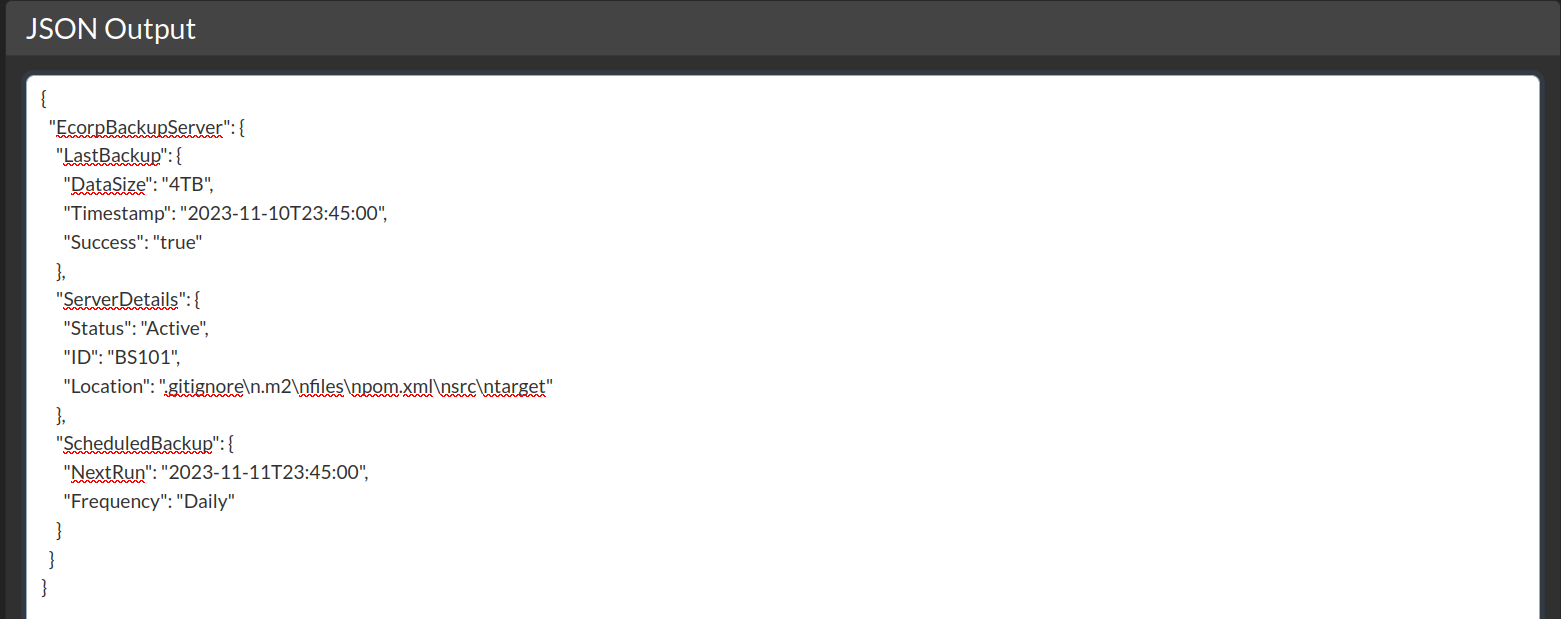 JSON Output
{
"EcorpBackupServer": {
"LastBackup": {
"DataSize": "4TB",
"Timestamp": "2023-11-10T23:45:00",
"Success": "true"
},
"ServerDetails": {
"Status": "Active",
"ID": "BS101",
"Location": ".gitignore\n.m2\nfiles\npom.xml\nsrc\ntarget"
},
"ScheduledBackup": {
"NextRun": "2023-11-11T23:45:00",
"Frequency": "Daily"
}
}
}